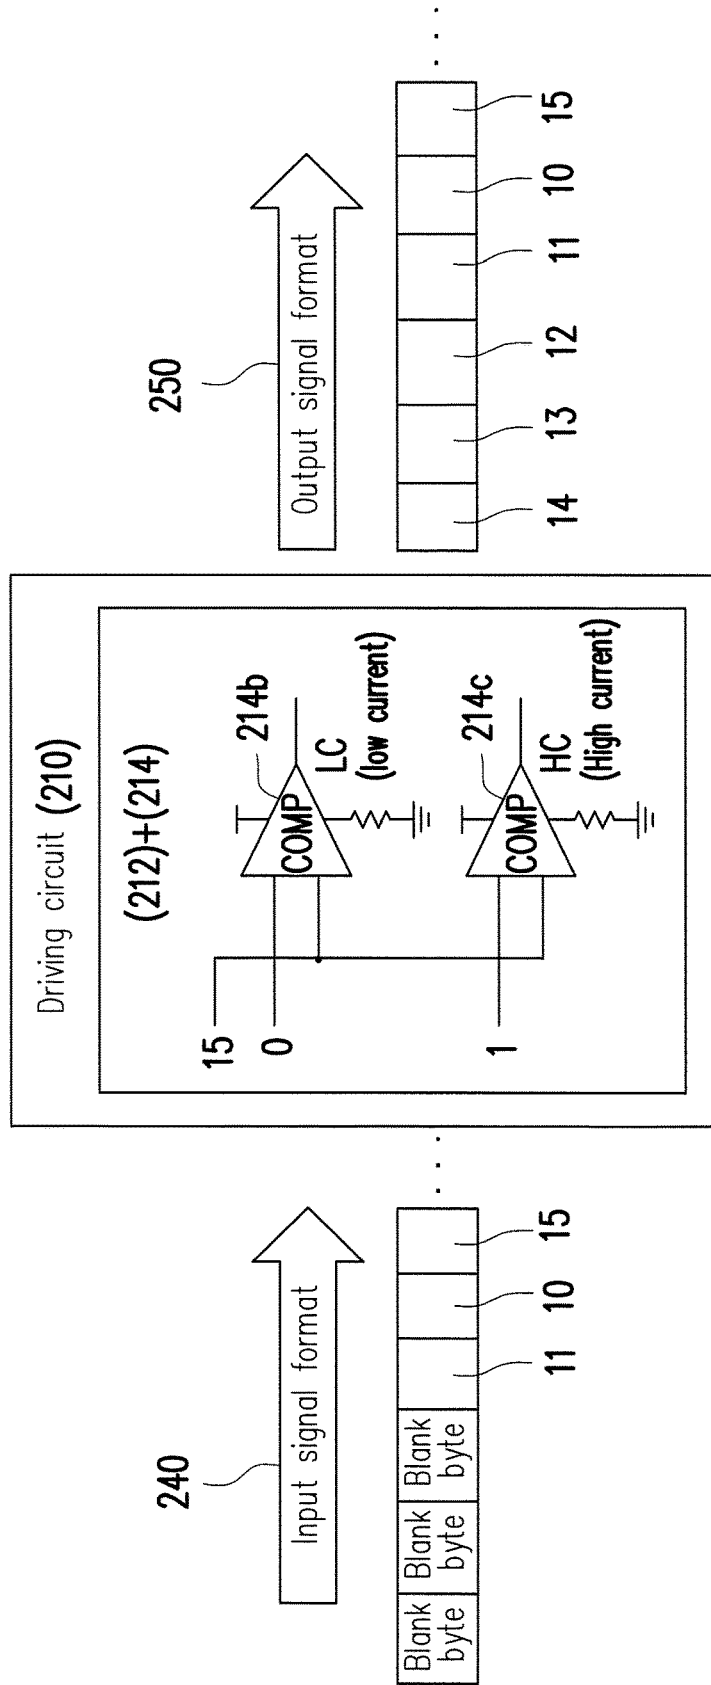 240
Input signal format
Blank byte
Blank byte
Blank byte
11
10
15
. . .
Driving circuit (210)
(212)+(214)
15
0
1
COMP
214b
LC
(low current)
COMP
214c
HC
(High current)
250
Output signal format
14
13
12
11
10
15
. . .